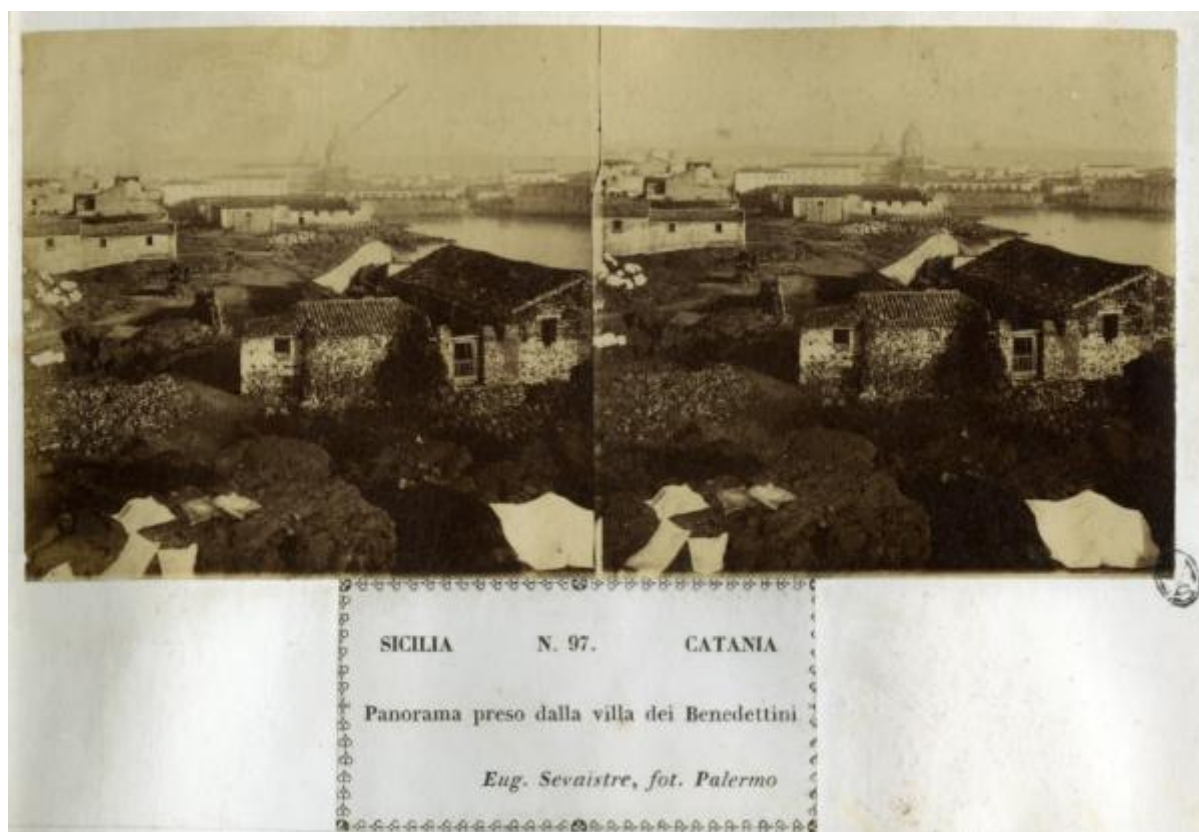 SICILIA N. 97. CATANIA
Panorama preso dalla villa dei Benedettini
Eug. Sevaistre, fot. Palermo